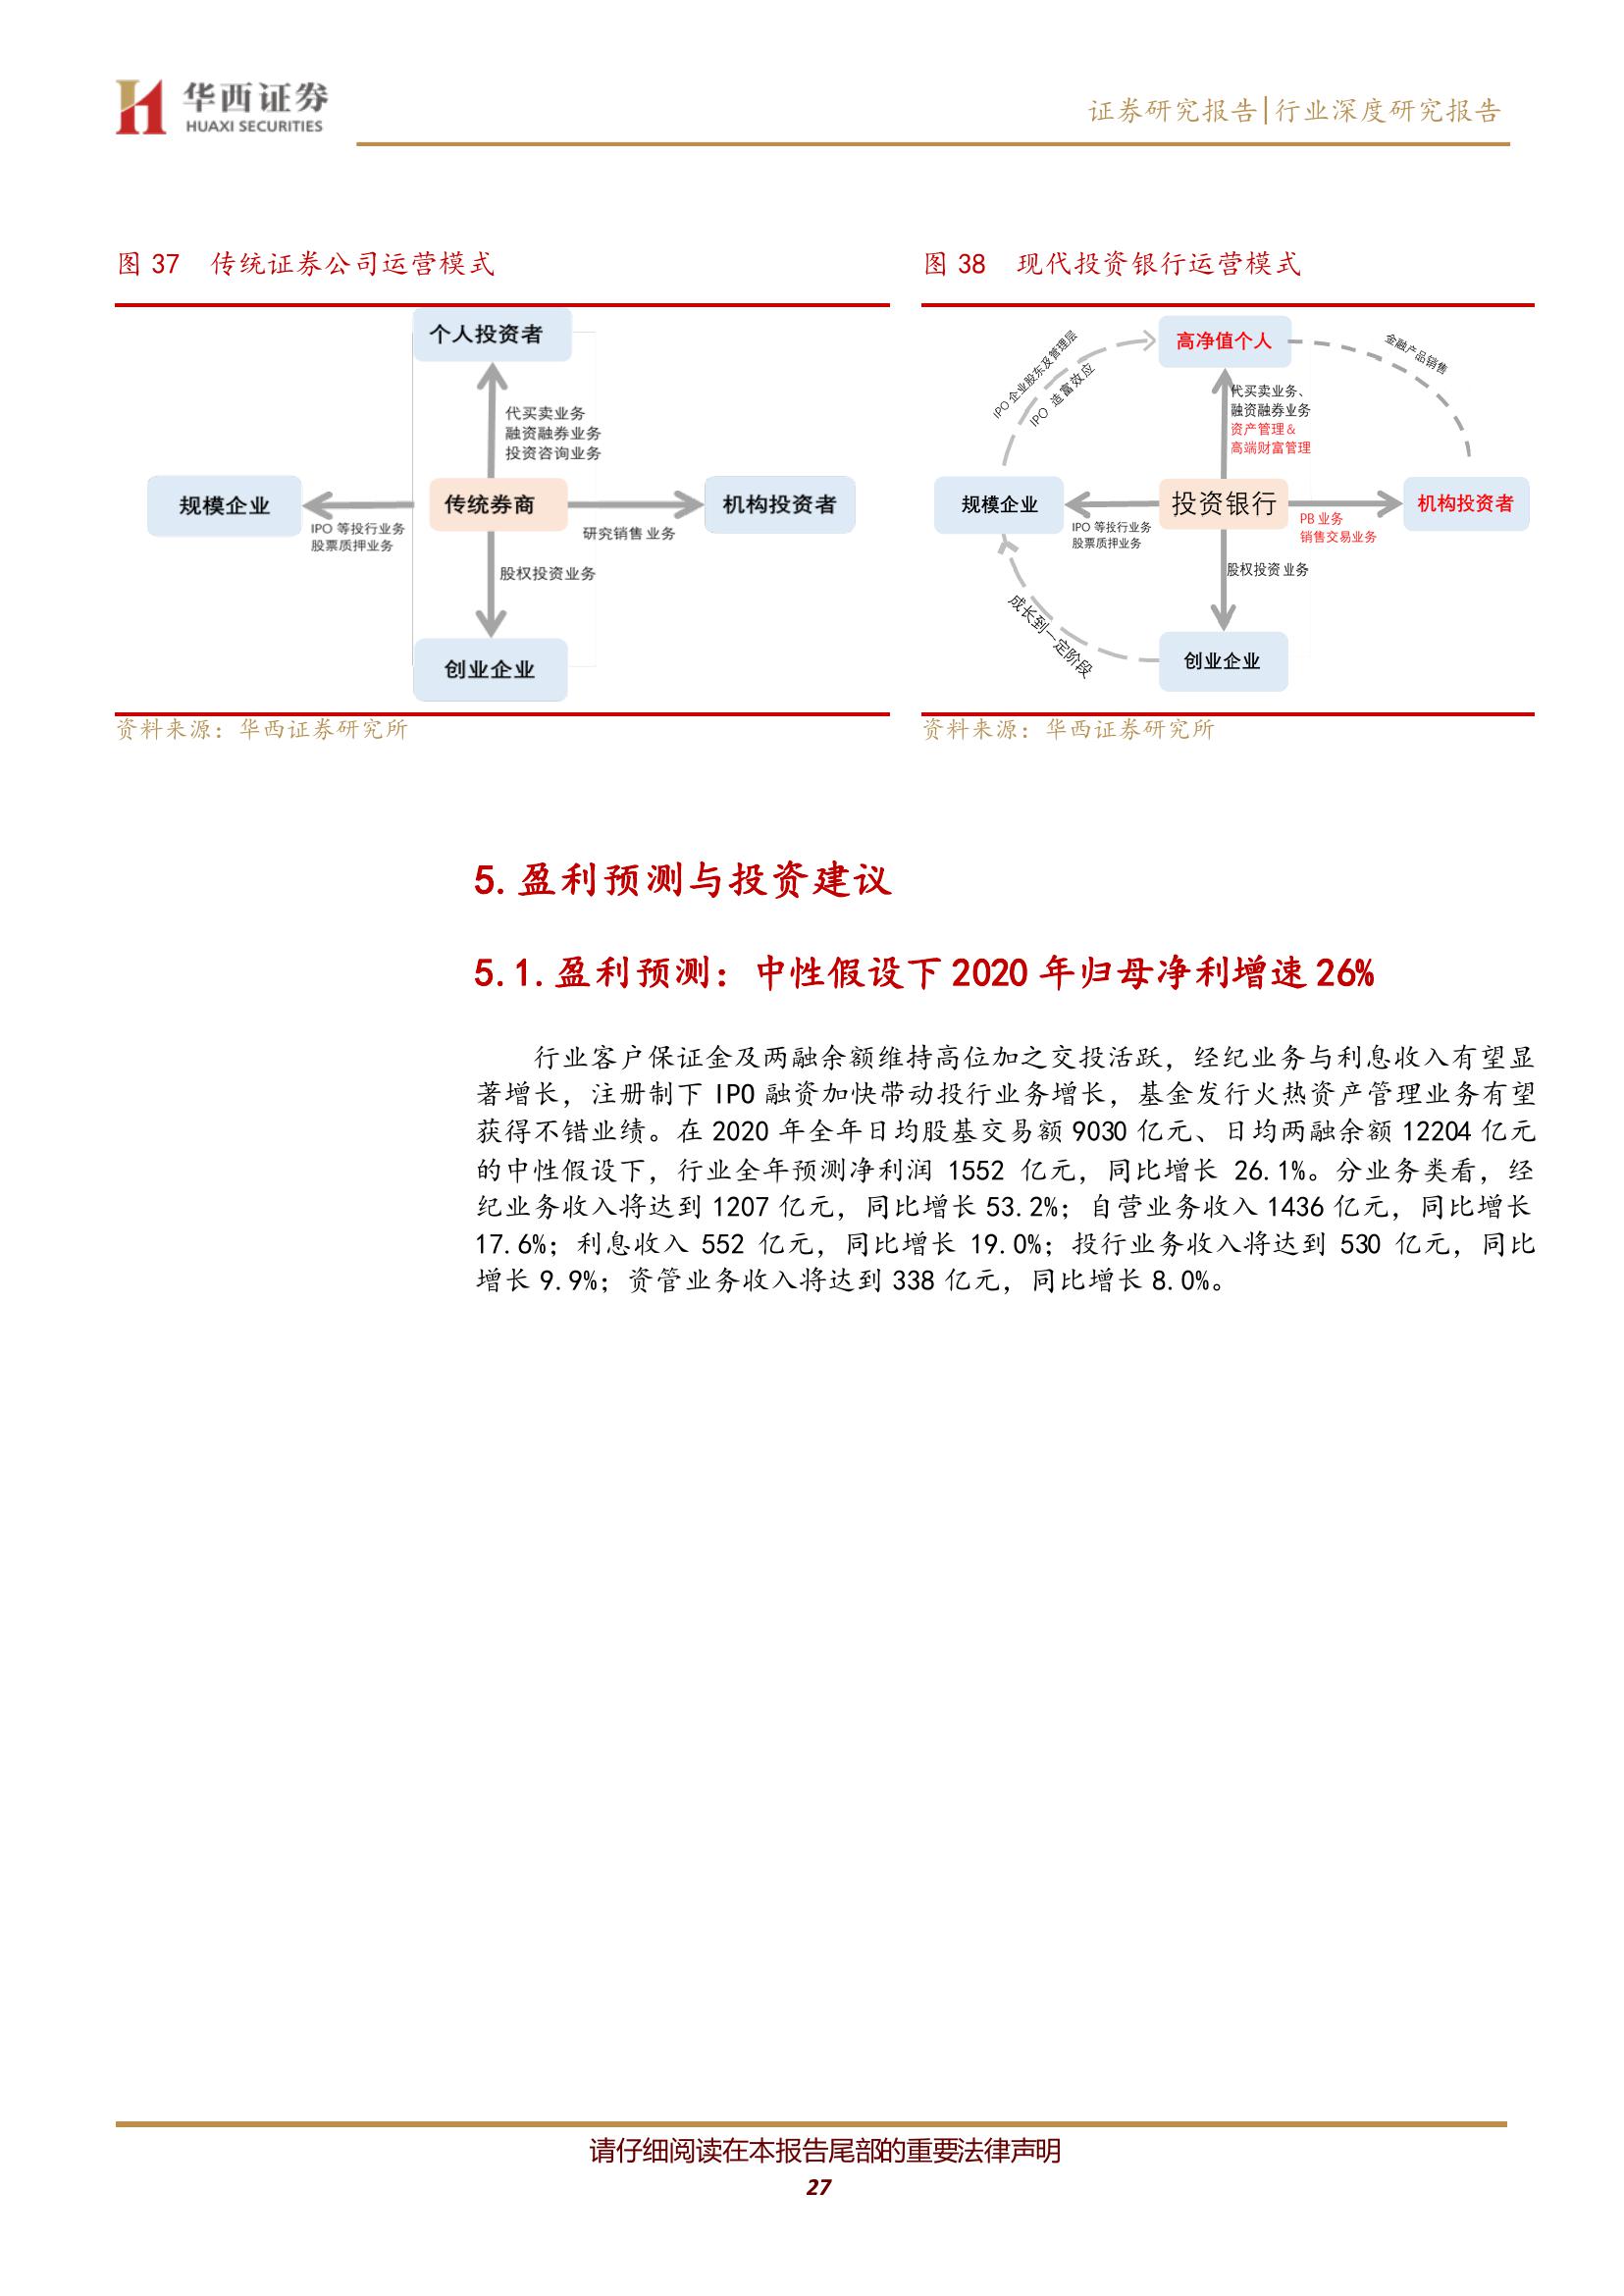 华西证券
HUAXI SECURITIES
证券研究报告|行业深度研究报告
图 37 传统证券公司运营模式
个人投资者
代买卖业务
融资融券业务
投资咨询业务
规模企业
传统券商
机构投资者
IPO 等投行业务
股票质押业务
研究销售业务
股权投资业务
创业企业
资料来源：华西证券研究所
图 38 现代投资银行运营模式
高净值个人
IPO 企业股东及管理层
IPO 造富效应
金融产品销售
代买卖业务、
融资融券业务
资产管理&
高端财富管理
规模企业
投资银行
机构投资者
IPO 等投行业务
股票质押业务
PB 业务
销售交易业务
股权投资业务
成长到一定阶段
创业企业
资料来源：华西证券研究所
5.盈利预测与投资建议
5.1.盈利预测：中性假设下 2020 年归母净利增速 26%
行业客户保证金及两融余额维持高位加之交投活跃，经纪业务与利息收入有望显
著增长，注册制下 IPO 融资加快带动投行业务增长，基金发行火热资产管理业务有望
获得不错业绩。在 2020 年全年日均股基交易额 9030 亿元、日均两融余额 12204 亿元
的中性假设下，行业全年预测净利润 1552 亿元，同比增长 26.1%。分业务类看，经
纪业务收入将达到 1207 亿元，同比增长 53.2%；自营业务收入 1436 亿元，同比增长
17.6%；利息收入 552 亿元，同比增长 19.0%；投行业务收入将达到 530 亿元，同比
增长 9.9%；资管业务收入将达到 338 亿元，同比增长 8.0%。
请仔细阅读在本报告尾部的重要法律声明
27